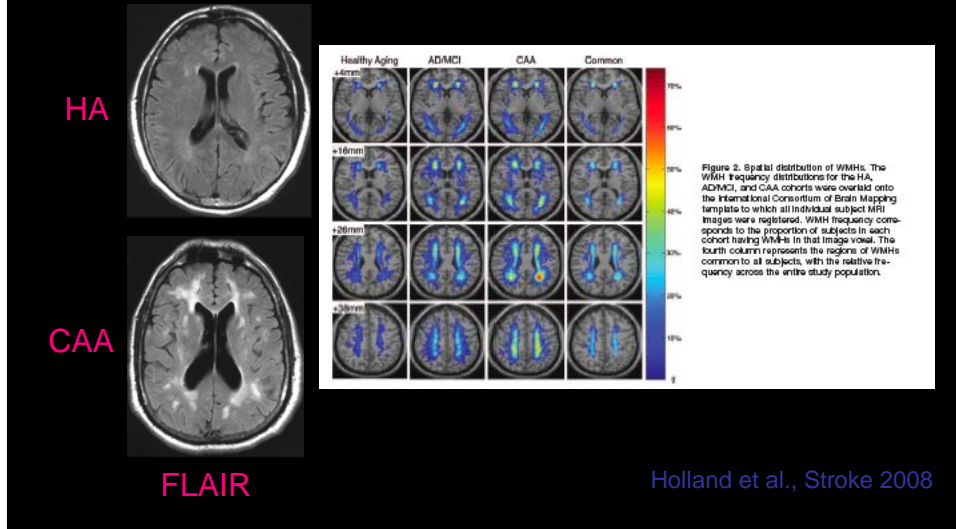 HA
CAA
FLAIR
Healthy Aging AD/MCI CAA Common
+4mm
+16mm
+26mm
+38mm
70%
60%
50%
40%
30%
20%
10%
0
Figure 2. Spatial distribution of WMHs. The
WMH frequency distributions for the HA,
AD/MCI, and CAA cohorts were overlaid onto
the International Consortium of Brain Mapping
template to which all individual subject MRI
images were registered. WMH frequency corre-
sponds to the proportion of subjects in each
cohort having WMHs in that image voxel. The
fourth column represents the regions of WMHs
common to all subjects, with the relative fre-
quency across the entire study population.
Holland et al., Stroke 2008